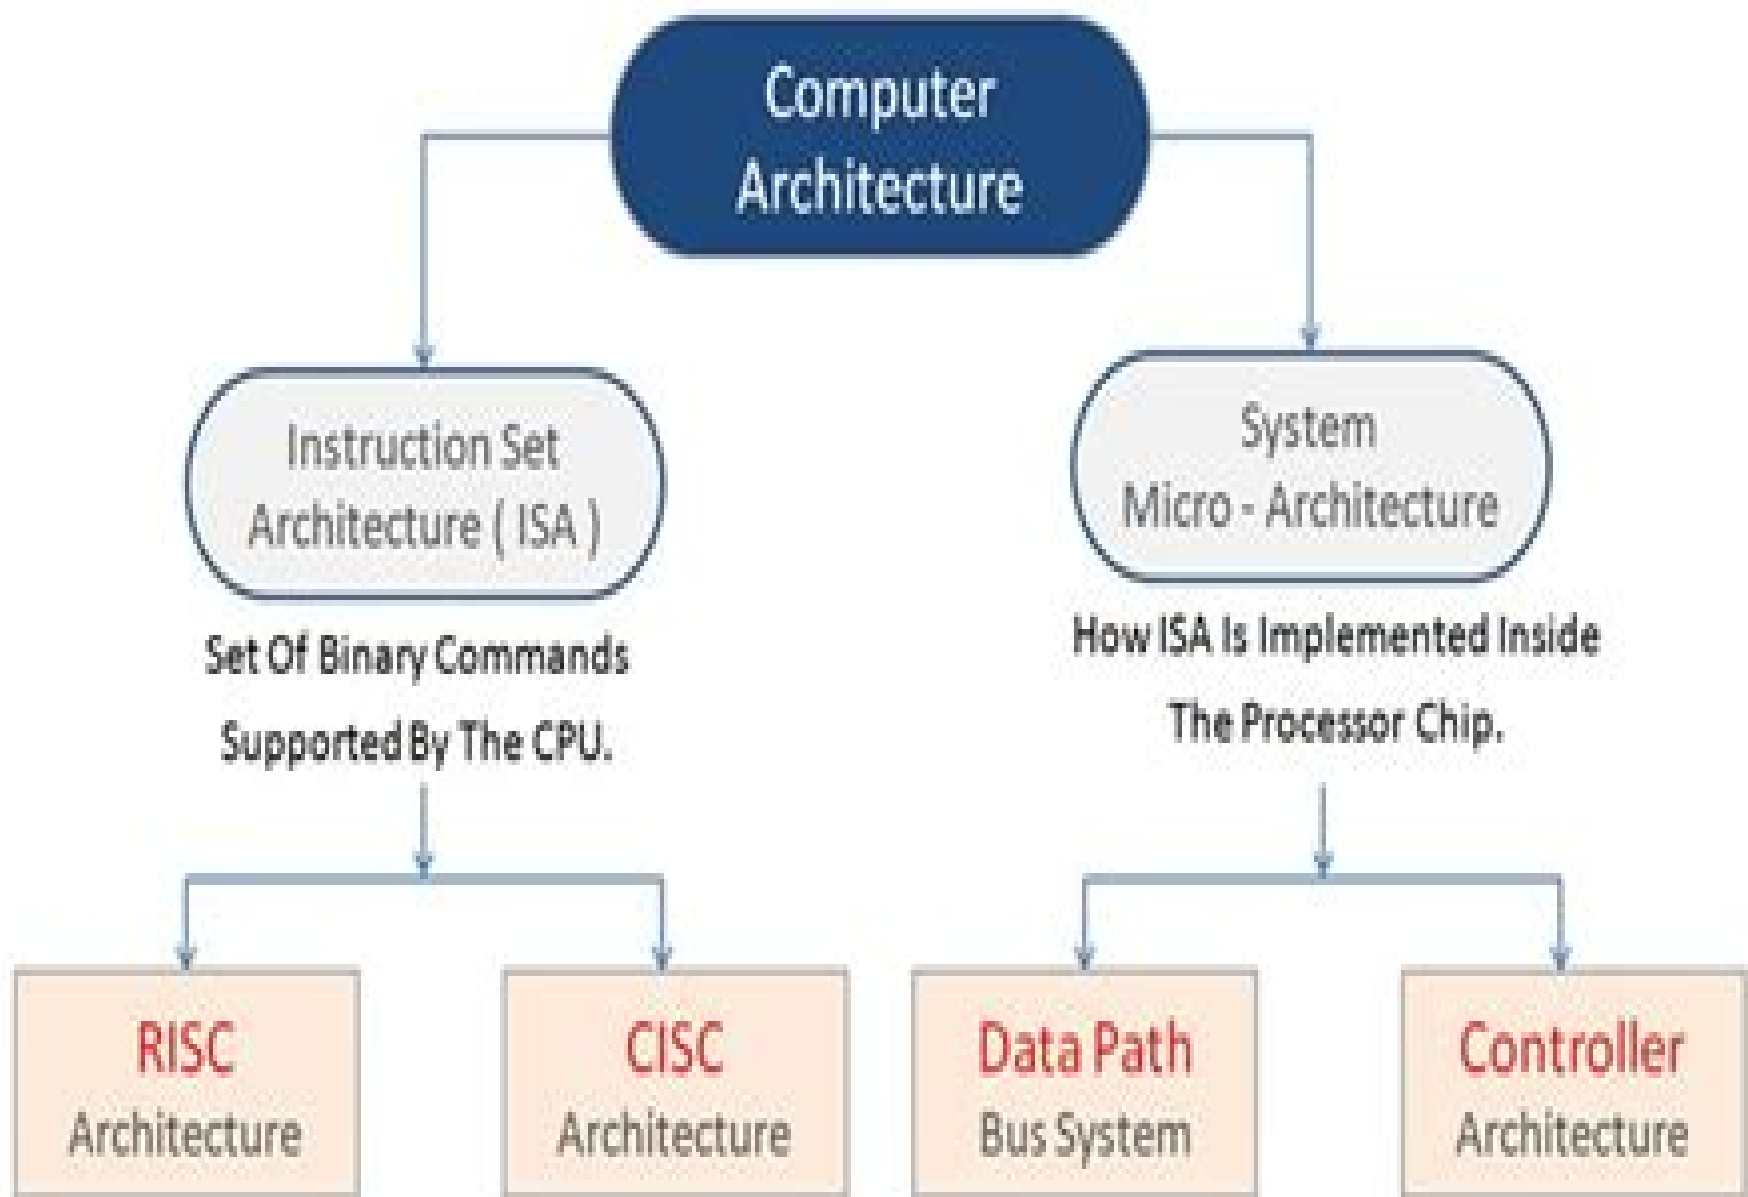 Computer
Architecture
Instruction Set
Architecture ( ISA )
Set Of Binary Commands
Supported By The CPU.
System
Micro - Architecture
How ISA Is Implemented Inside
The Processor Chip.
RISC
Architecture
CISC
Architecture
Data Path
Bus System
Controller
Architecture